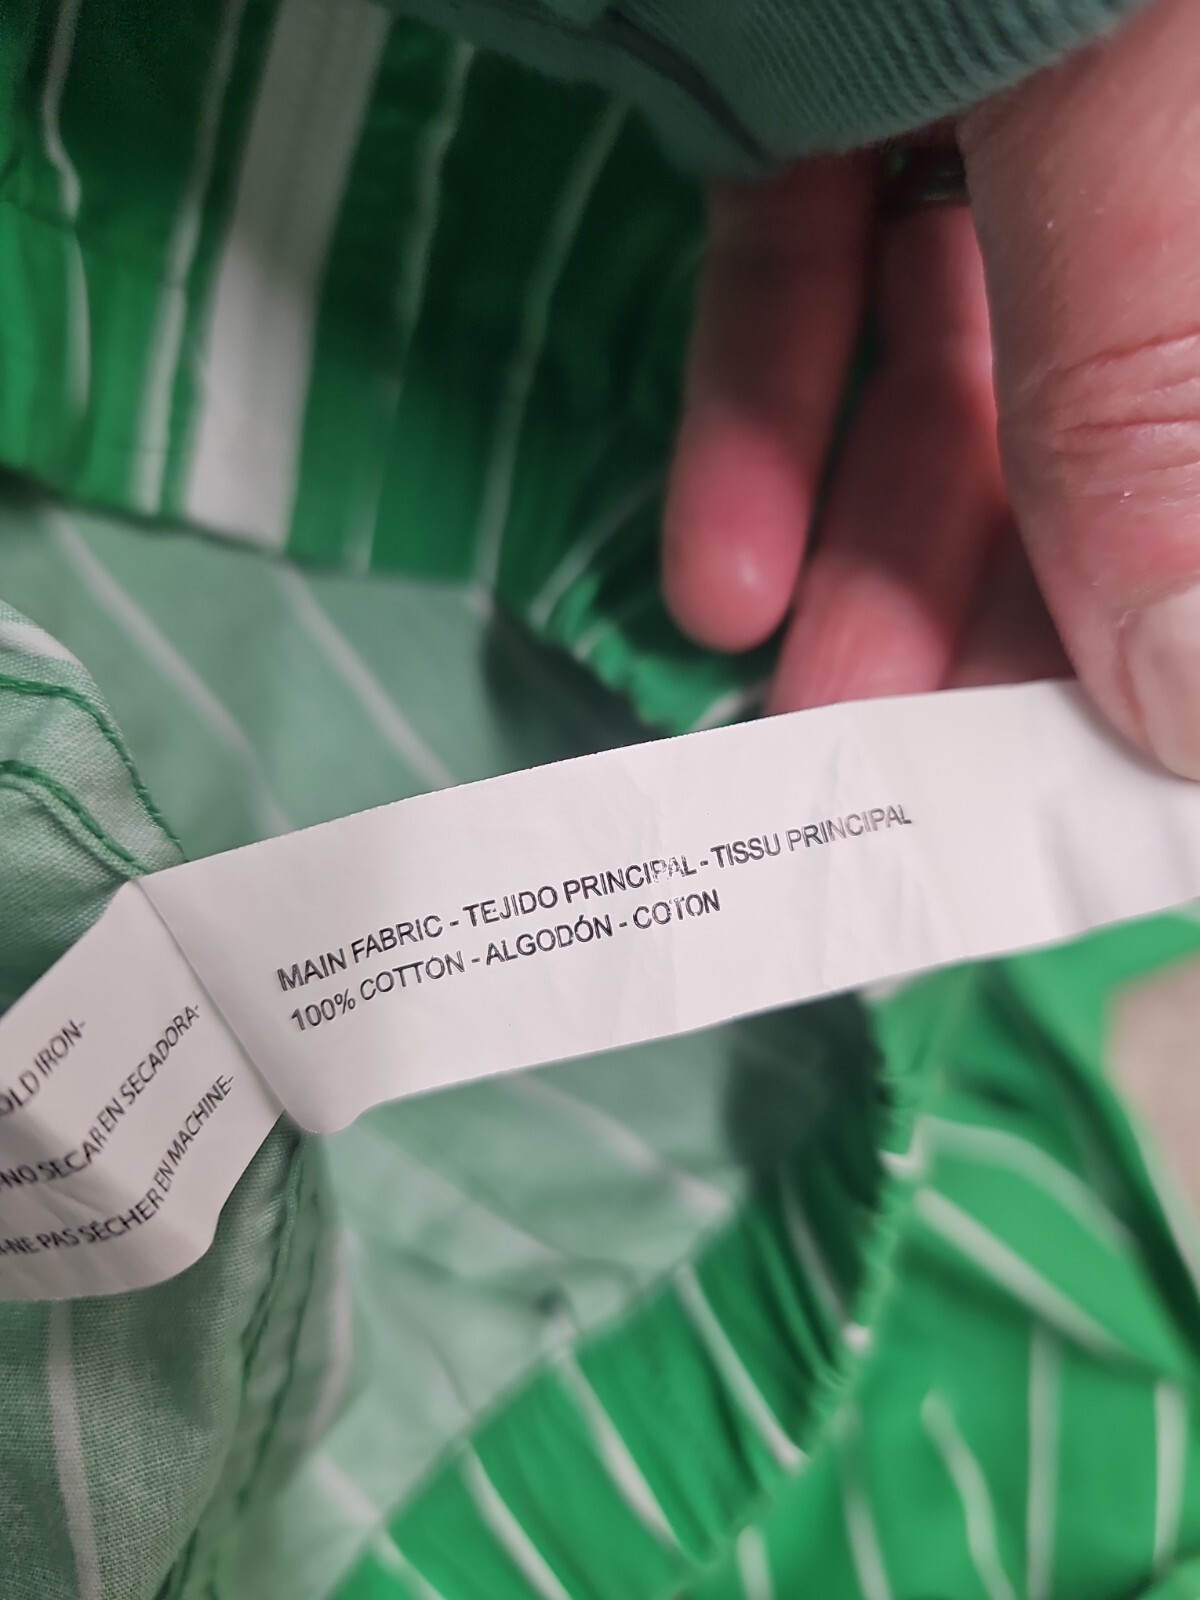 MAIN FABRIC - TEJIDO PRINCIPAL - TISSU PRINCIPAL
100% COTTON - ALGODÓN - COTON
IRON-
NO SECAR EN SECADORA-
NE PAS SÉCHER EN MACHINE-